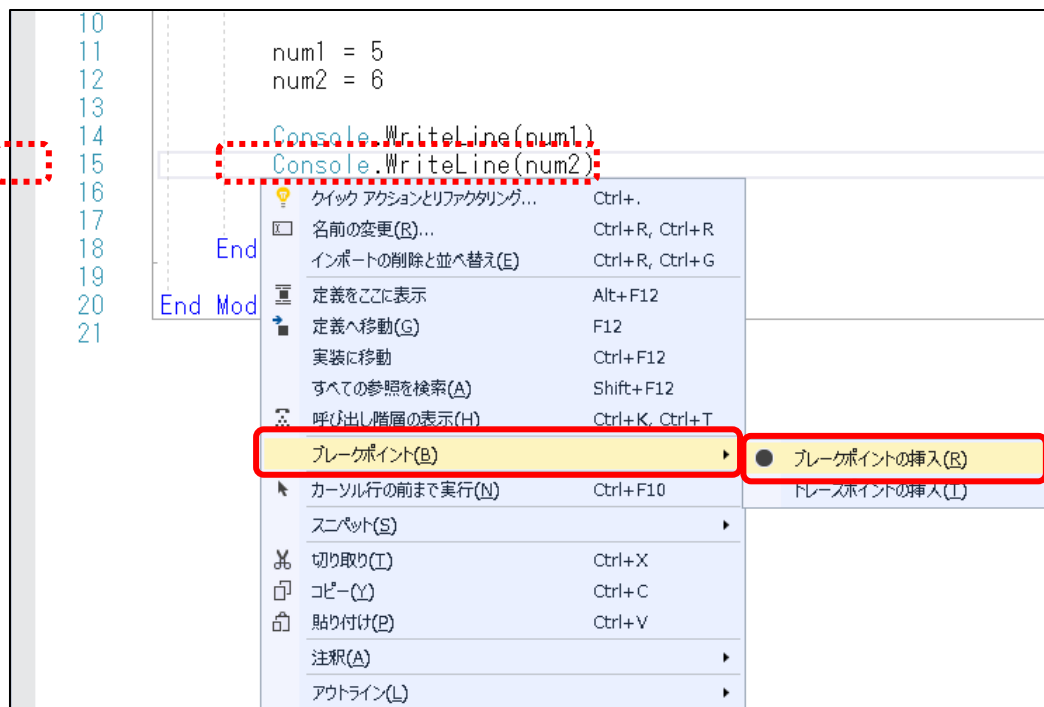 10
11 num1 = 5
12 num2 = 6
13
14 Console.WriteLine(num1)
15 Console.WriteLine(num2)
16
17
18 End
19
20 End Mod
21
クイック アクションとリファクタリング... Ctrl+.
名前の変更(R)... Ctrl+R, Ctrl+R
インポートの削除と並べ替え(E) Ctrl+R, Ctrl+G
定義をここに表示 Alt+F12
定義へ移動(G) F12
実装に移動 Ctrl+F12
すべての参照を検索(A) Shift+F12
呼び出し階層の表示(H) Ctrl+K, Ctrl+T
ブレークポイント(B)
ブレークポイントの挿入(R)
トレースポイントの挿入(T)
カーソル行の前まで実行(N) Ctrl+F10
スニペット(S)
切り取り(T) Ctrl+X
コピー(Y) Ctrl+C
貼り付け(P) Ctrl+V
注釈(A)
アウトライン(L)